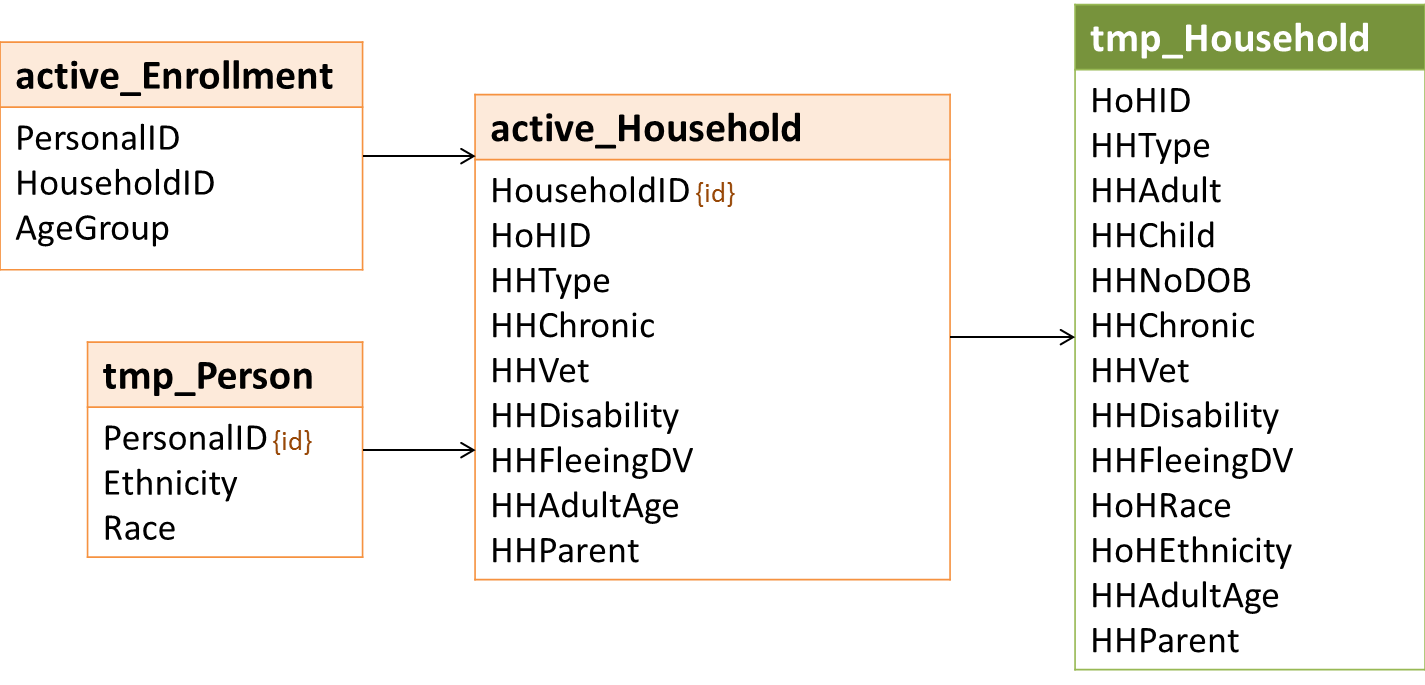 active_Enrollment
PersonalID
HouseholdID
AgeGroup
tmp_Person
PersonalID {id}
Ethnicity
Race
active_Household
HouseholdID {id}
HoHID
HHType
HHChronic
HHVet
HHDisability
HHFleeingDV
HHAdultAge
HHParent
tmp_Household
HoHID
HHType
HHAdult
HHChild
HHNoDOB
HHChronic
HHVet
HHDisability
HHFleeingDV
HoHRace
HoHEthnicity
HHAdultAge
HHParent